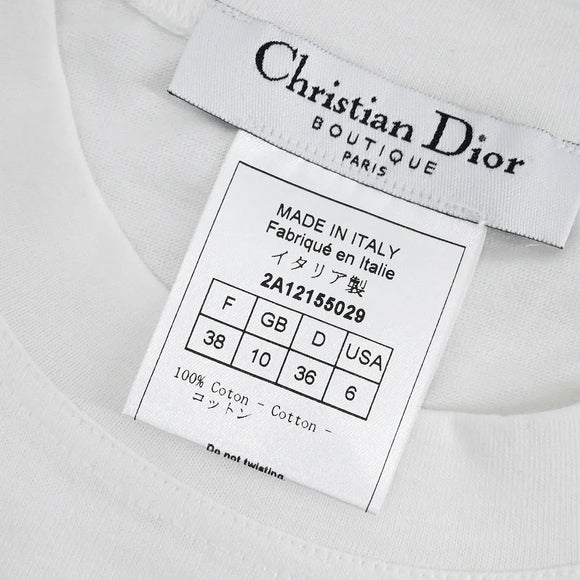 Christian Dior
BOUTIQUE
PARIS
MADE IN ITALY
Fabriqué en Italie
イタリア製
2A12155029
F GB D USA
38 10 36 6
100% Coton - Cotton -
コットン
Do not twisting